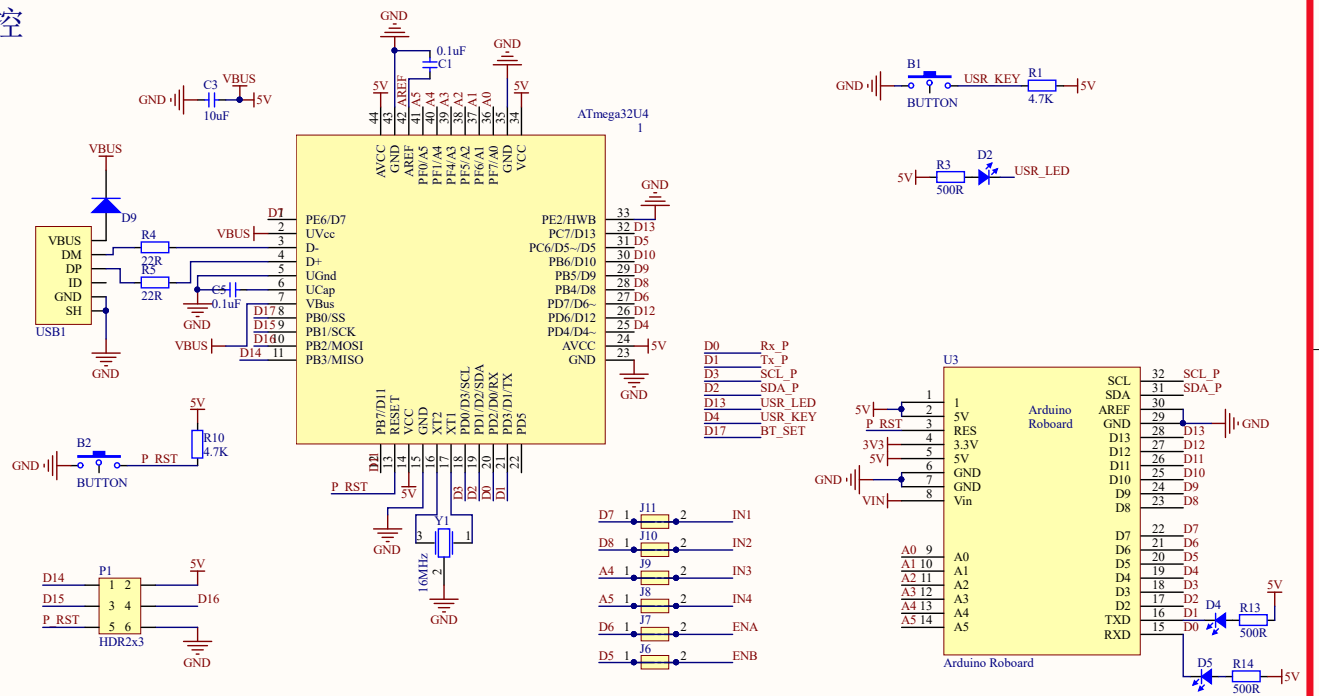 控
GND
0.1uF
C1
GND
5V
AREF
A5
A4
A3
A2
A1
A0
5V
44
43
42
41
40
39
38
37
36
35
34
AVCC
GND
AREF
PF0/A5
PF1/A4
PF4/A3
PF5/A2
PF6/A1
PF7/A0
GND
VCC
ATmega32U4
1
C3
VBUS
GND
5V
10uF
B1
GND
USR_KEY
R1
5V
BUTTON
4.7K
R3
D2
5V
USR_LED
500R
VBUS
D9
VBUS
DM
DP
ID
GND
SH
USB1
GND
R4
22R
R5
22R
VBUS
C5
0.1uF
GND
VBUS
D7
1
PE6/D7
2
UVcc
3
D-
4
D+
5
UGnd
6
UCap
7
VBus
D17
8
PB0/SS
D15
9
PB1/SCK
D16
10
PB2/MOSI
D14
11
PB3/MISO
GND
PE2/HWB
33
PC7/D13
32
D13
PC6/D5~/D5
31
D5
PB6/D10
30
D10
PB5/D9
29
D9
PB4/D8
28
D8
PD7/D6~
27
D6
PD6/D12
26
D12
PD4/D4~
25
D4
AVCC
24
5V
GND
23
GND
PB7/D11
RESET
VCC
GND
XT2
XT1
PD0/D3/SCL
PD1/D2/SDA
PD2/D0/RX
PD3/D1/TX
PD5
12
13
14
15
16
17
18
19
20
21
22
D11
P_RST
5V
D3
D2
D0
D1
GND
Y1
3
1
2
16MHz
GND
5V
B2
R10
4.7K
GND
P_RST
BUTTON
P1
5V
D14
1 2
D15
3 4
D16
P_RST
5 6
HDR2x3
GND
D0 Rx_P
D1 Tx_P
D3 SCL_P
D2 SDA_P
D13 USR_LED
D4 USR_KEY
D17 BT_SET
J11
D7 1 2 IN1
J10
D8 1 2 IN2
J9
A4 1 2 IN3
J8
A5 1 2 IN4
J7
D6 1 2 ENA
J6
D5 1 2 ENB
U3
Arduino
Roboard
1
1
5V
2
5V
P_RST
3
RES
3V3
4
3.3V
5V
5
5V
6
GND
GND
7
GND
VIN
8
Vin
A0 9
A0
A1 10
A1
A2 11
A2
A3 12
A3
A4 13
A4
A5 14
A5
SCL
32
SCL_P
SDA
31
SDA_P
AREF
30
GND
29
GND
D13
28
D13
D12
27
D12
D11
26
D11
D10
25
D10
D9
24
D9
D8
23
D8
D7
22
D7
D6
21
D6
D5
20
D5
D4
19
D4
D3
18
D3
D2
17
D2
TXD
16
D1
RXD
15
D0
Arduino Roboard
D4
R13
5V
500R
D5
R14
5V
500R